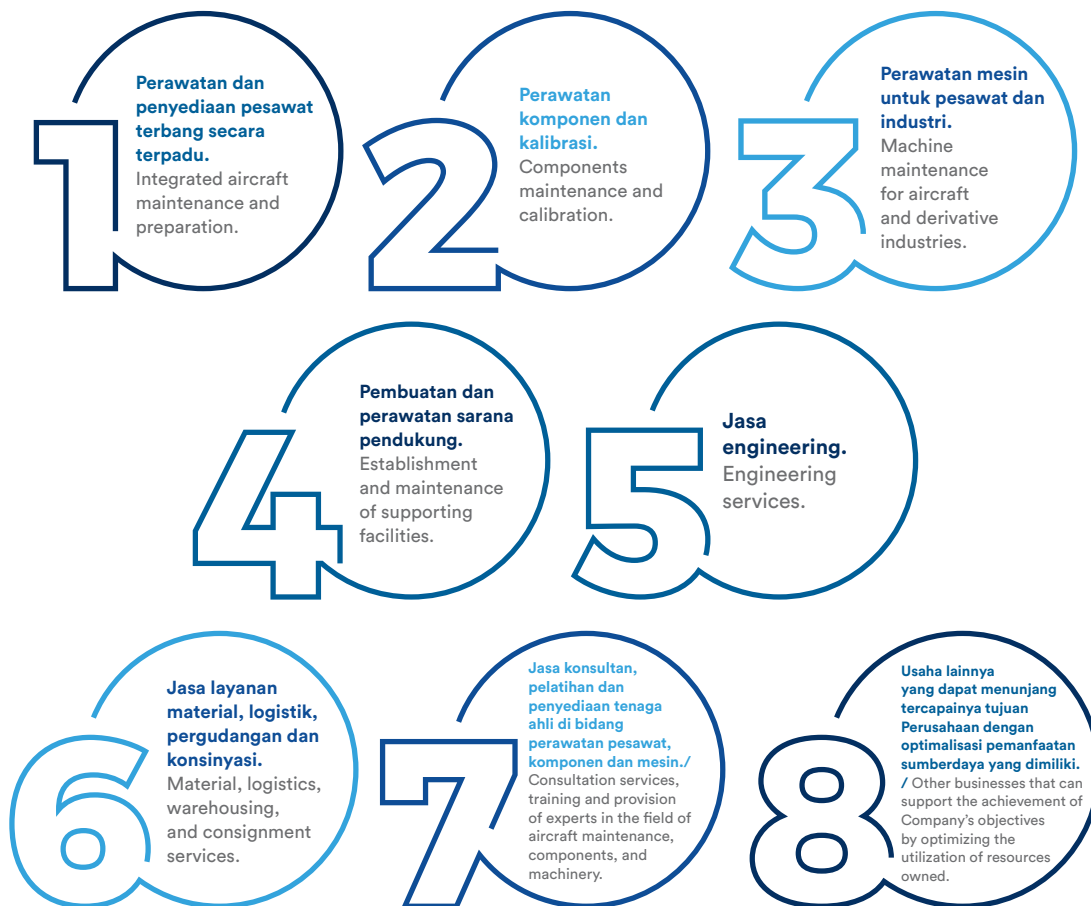 1
Perawatan dan
penyediaan pesawat
terbang secara
terpadu.
Integrated aircraft
maintenance and
preparation.
2
Perawatan
komponen dan
kalibrasi.
Components
maintenance and
calibration.
3
Perawatan mesin
untuk pesawat dan
industri.
Machine
maintenance
for aircraft
and derivative
industries.
4
Pembuatan dan
perawatan sarana
pendukung.
Establishment
and maintenance
of supporting
facilities.
5
Jasa
engineering.
Engineering
services.
6
Jasa layanan
material, logistik,
pergudangan dan
konsinyasi.
Material, logistics,
warehousing,
and consignment
services.
7
Jasa konsultan,
pelatihan dan
penyediaan tenaga
ahli di bidang
perawatan pesawat,
komponen dan mesin./
Consultation services,
training and provision
of experts in the field of
aircraft maintenance,
components, and
machinery.
8
Usaha lainnya
yang dapat menunjang
tercapainya tujuan
Perusahaan dengan
optimalisasi pemanfaatan
sumberdaya yang dimiliki.
/ Other businesses that can
support the achievement of
Company's objectives
by optimizing the
utilization of resources
owned.